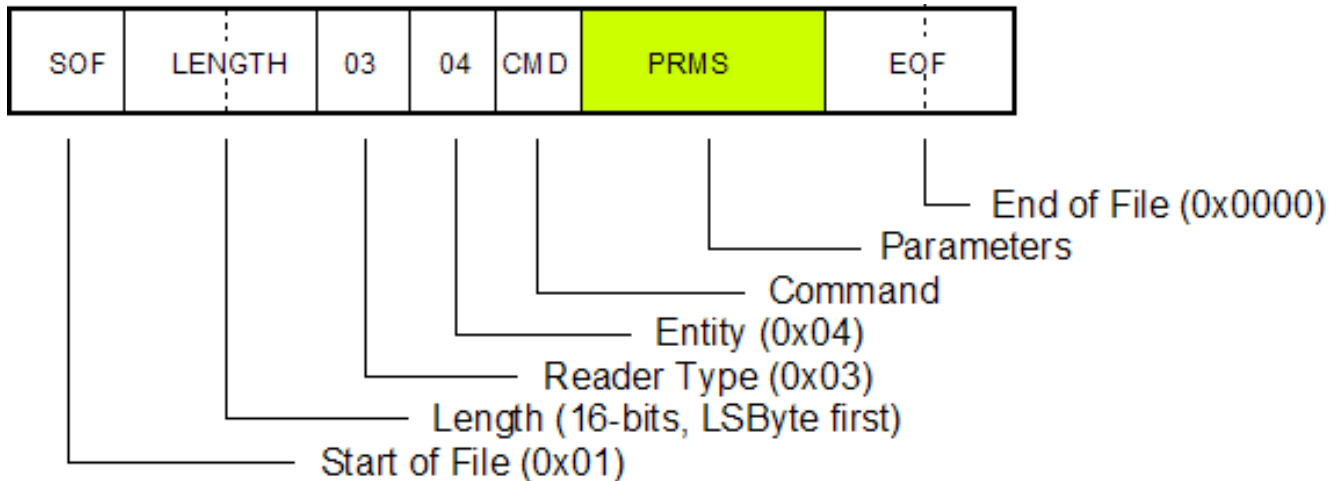 SOF LENGTH 03 04 CMD PRMS EOF
End of File (0x0000)
Parameters
Command
Entity (0x04)
Reader Type (0x03)
Length (16-bits, LSByte first)
Start of File (0x01)